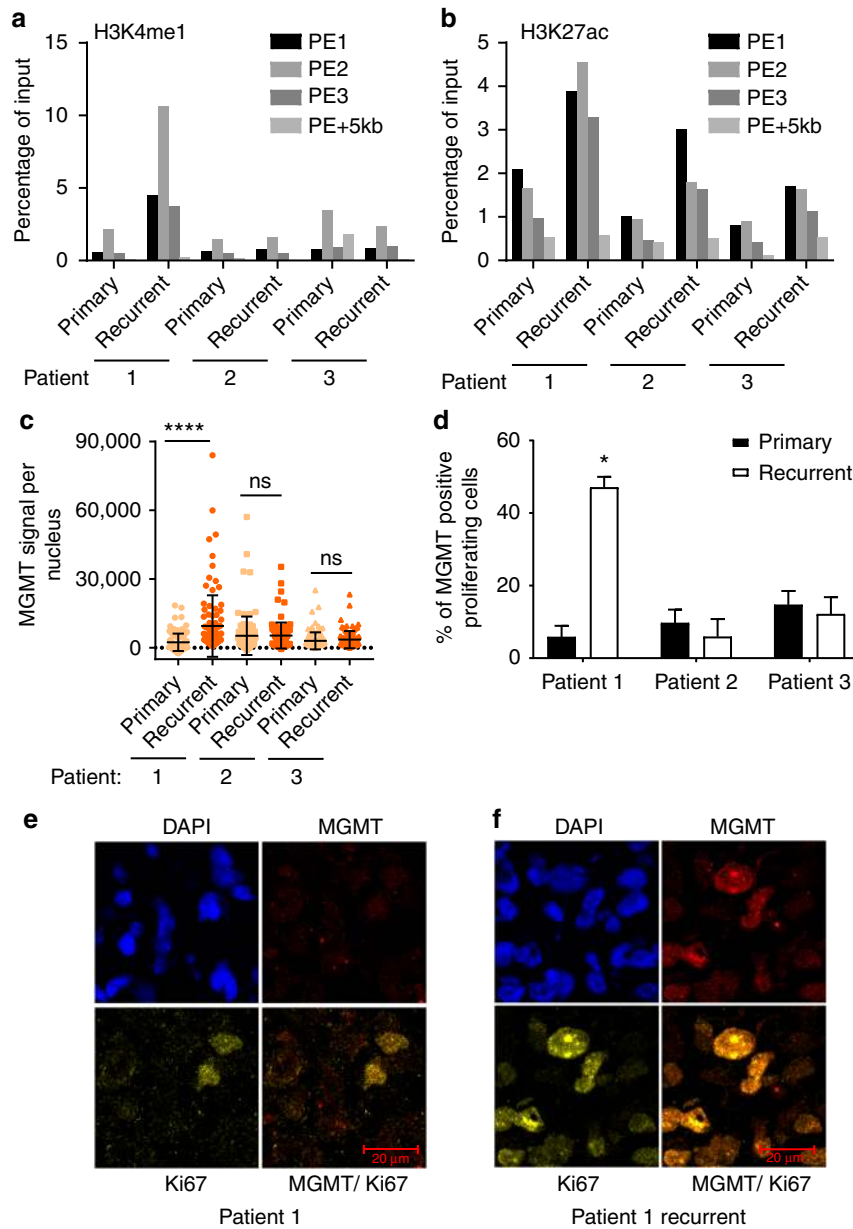 a
H3K4me1
15
10
5
0
Percentage of input
PE1
PE2
PE3
PE+5kb
Primary
Recurrent
Primary
Recurrent
Primary
Recurrent
Patient 1 2 3
b
H3K27ac
5
4
3
2
1
0
Percentage of input
PE1
PE2
PE3
PE+5kb
Primary
Recurrent
Primary
Recurrent
Primary
Recurrent
Patient 1 2 3
c
90,000
60,000
30,000
0
MGMT signal per
nucleus
****
ns
ns
Primary
Recurrent
Primary
Recurrent
Primary
Recurrent
Patient: 1 2 3
d
60
40
20
0
% of MGMT positive
proliferating cells
Primary
Recurrent
*
Patient 1 Patient 2 Patient 3
e
DAPI MGMT
20 µm
Ki67 MGMT/ Ki67
Patient 1
f
DAPI MGMT
20 µm
Ki67 MGMT/ Ki67
Patient 1 recurrent